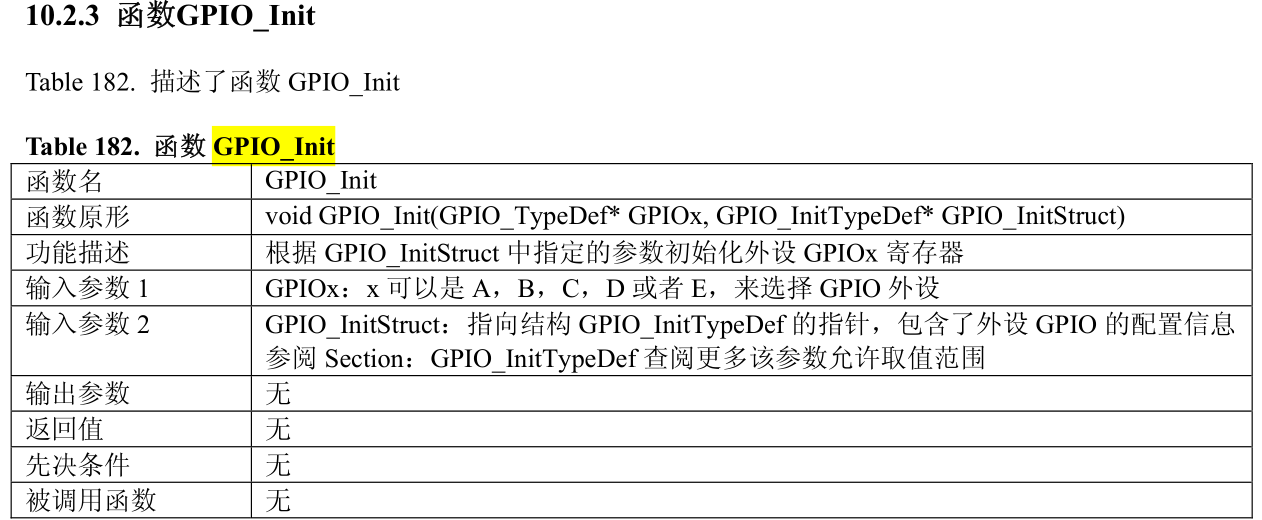 10.2.3 函数GPIO_Init
Table 182. 描述了函数 GPIO_Init
Table 182. 函数 GPIO_Init
函数名 GPIO_Init
函数原形 void GPIO_Init(GPIO_TypeDef* GPIOx, GPIO_InitTypeDef* GPIO_InitStruct)
功能描述 根据 GPIO_InitStruct 中指定的参数初始化外设 GPIOx 寄存器
输入参数 1 GPIOx：x 可以是 A，B，C，D 或者 E，来选择 GPIO 外设
输入参数 2 GPIO_InitStruct：指向结构 GPIO_InitTypeDef 的指针，包含了外设 GPIO 的配置信息
参阅 Section：GPIO_InitTypeDef 查阅更多该参数允许取值范围
输出参数 无
返回值 无
先决条件 无
被调用函数 无